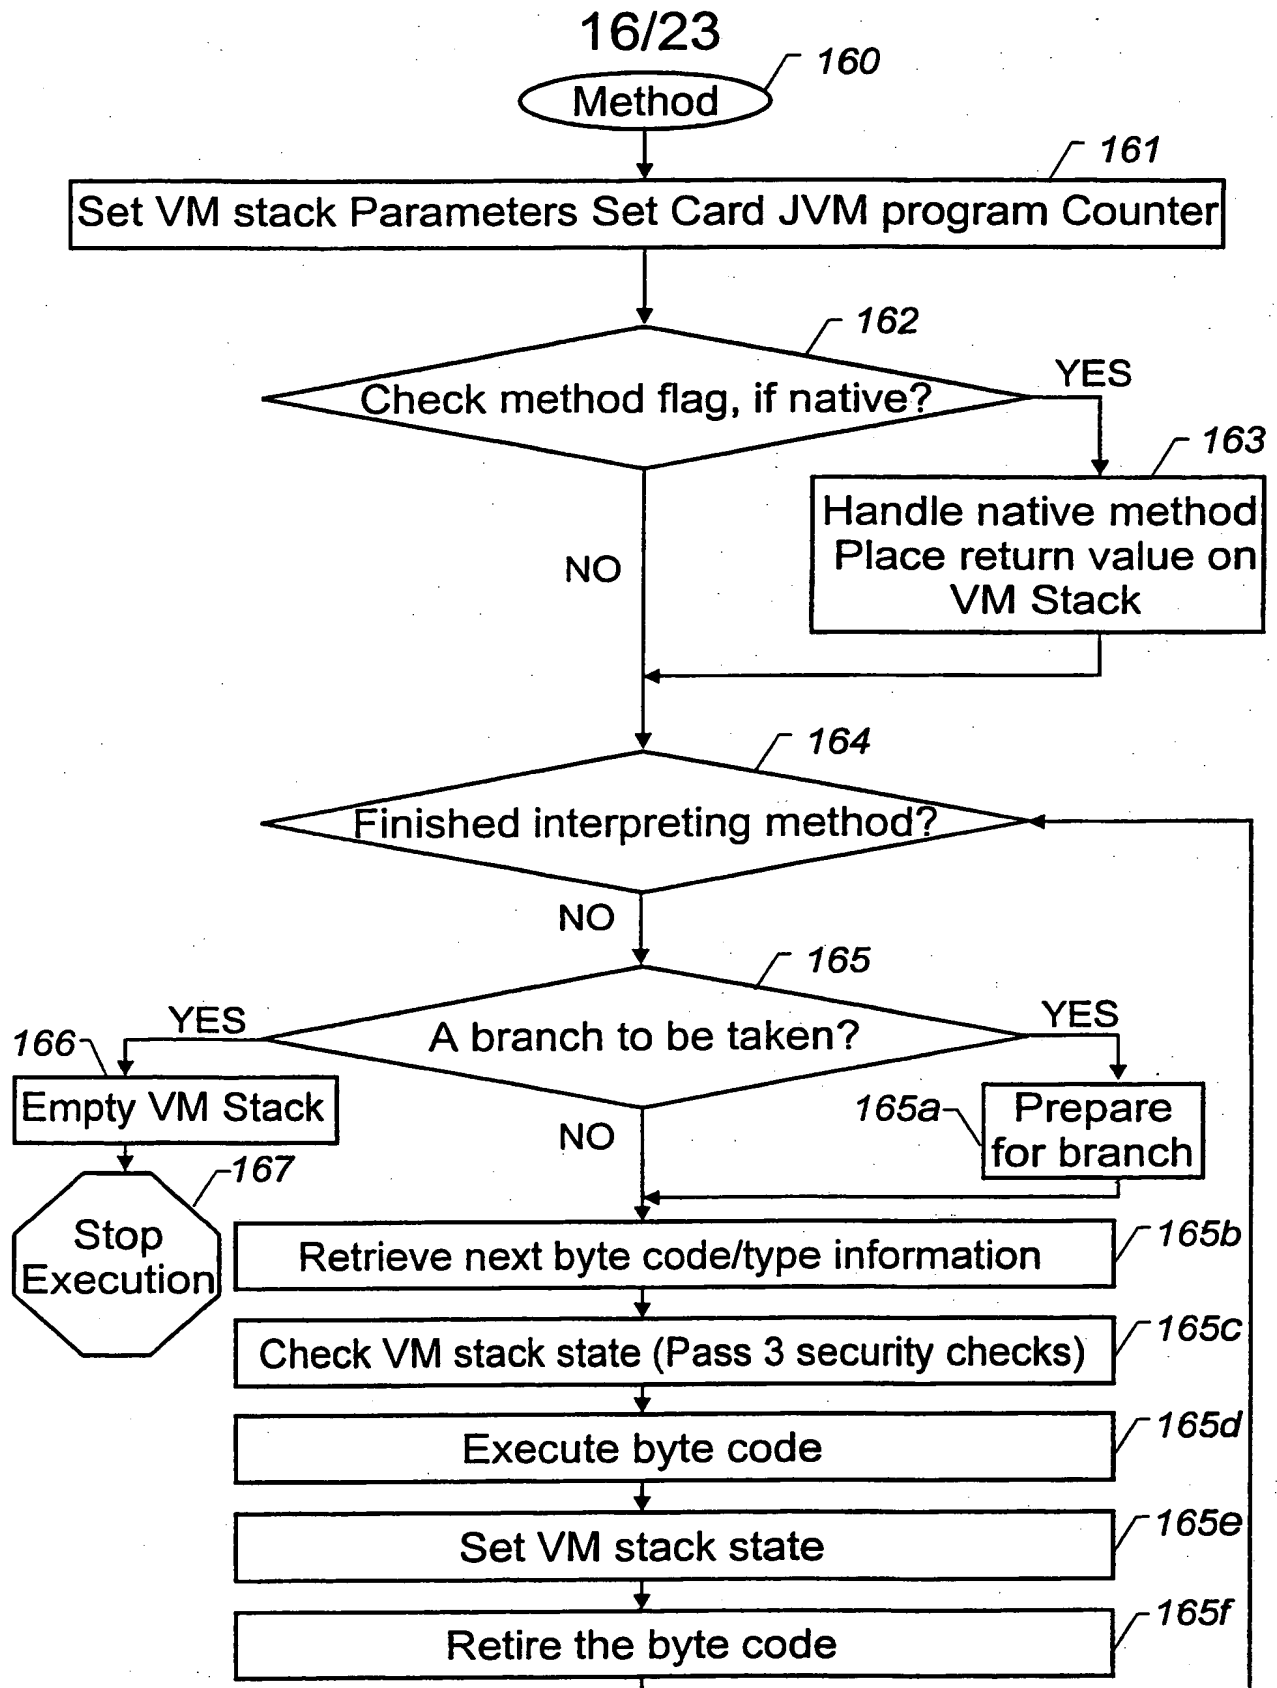 16/23
160
Method
161
Set VM stack Parameters Set Card JVM program Counter
162
Check method flag, if native?
YES
163
Handle native method
Place return value on
VM Stack
NO
164
Finished interpreting method?
NO
165
YES
A branch to be taken?
YES
166
Empty VM Stack
165a
Prepare
for branch
NO
167
Stop
Execution
Retrieve next byte code/type information
165b
Check VM stack state (Pass 3 security checks)
165c
Execute byte code
165d
Set VM stack state
165e
Retire the byte code
165f